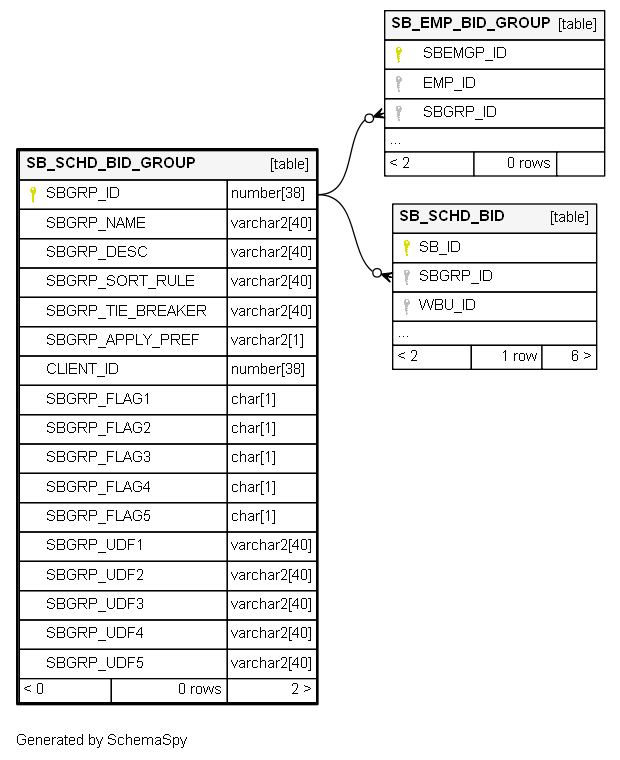 SB_EMP_BID_GROUP [table]
SBEMGP_ID
EMP_ID
SBGRP_ID
...
< 2 0 rows
SB_SCHD_BID_GROUP [table]
SBGRP_ID number[38]
SBGRP_NAME varchar2[40]
SBGRP_DESC varchar2[40]
SBGRP_SORT_RULE varchar2[40]
SBGRP_TIE_BREAKER varchar2[40]
SBGRP_APPLY_PREF varchar2[1]
CLIENT_ID number[38]
SBGRP_FLAG1 char[1]
SBGRP_FLAG2 char[1]
SBGRP_FLAG3 char[1]
SBGRP_FLAG4 char[1]
SBGRP_FLAG5 char[1]
SBGRP_UDF1 varchar2[40]
SBGRP_UDF2 varchar2[40]
SBGRP_UDF3 varchar2[40]
SBGRP_UDF4 varchar2[40]
SBGRP_UDF5 varchar2[40]
< 0 0 rows 2 >
SB_SCHD_BID [table]
SB_ID
SBGRP_ID
WBU_ID
...
< 2 1 row 6 >
Generated by SchemaSpy